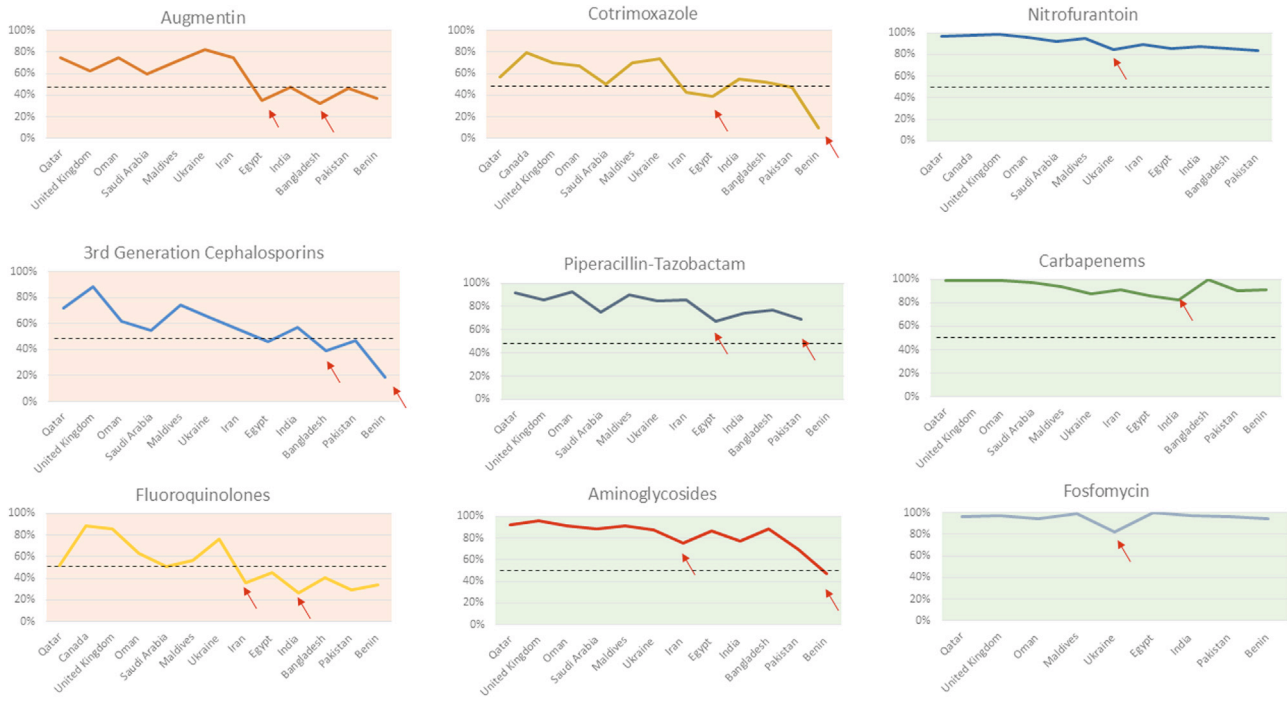 Augmentin
100%
80%
60%
40%
20%
0%
Qatar
United Kingdom
Oman
Saudi Arabia
Maldives
Ukraine
Iran
Egypt
India
Bangladesh
Pakistan
Benin
Cotrimoxazole
100%
80%
60%
40%
20%
0%
Qatar
Canada
United Kingdom
Oman
Saudi Arabia
Maldives
Ukraine
Iran
Egypt
India
Bangladesh
Pakistan
Benin
Nitrofurantoin
100%
80%
60%
40%
20%
0%
Qatar
Canada
United Kingdom
Oman
Saudi Arabia
Maldives
Ukraine
Iran
Egypt
India
Bangladesh
Pakistan
3rd Generation Cephalosporins
100%
80%
60%
40%
20%
0%
Qatar
United Kingdom
Oman
Saudi Arabia
Maldives
Ukraine
Iran
Egypt
India
Bangladesh
Pakistan
Benin
Piperacillin-Tazobactam
100%
80%
60%
40%
20%
0%
Qatar
United Kingdom
Oman
Saudi Arabia
Maldives
Ukraine
Iran
Egypt
India
Bangladesh
Pakistan
Benin
Carbapenems
100%
80%
60%
40%
20%
0%
Qatar
United Kingdom
Oman
Saudi Arabia
Maldives
Ukraine
Iran
Egypt
India
Bangladesh
Pakistan
Benin
Fluoroquinolones
100%
80%
60%
40%
20%
0%
Qatar
Canada
United Kingdom
Oman
Saudi Arabia
Maldives
Ukraine
Iran
Egypt
India
Bangladesh
Pakistan
Benin
Aminoglycosides
100%
80%
60%
40%
20%
0%
Qatar
United Kingdom
Oman
Saudi Arabia
Maldives
Ukraine
Iran
Egypt
India
Bangladesh
Pakistan
Benin
Fosfomycin
100%
80%
60%
40%
20%
0%
Qatar
United Kingdom
Oman
Maldives
Ukraine
Egypt
India
Pakistan
Benin